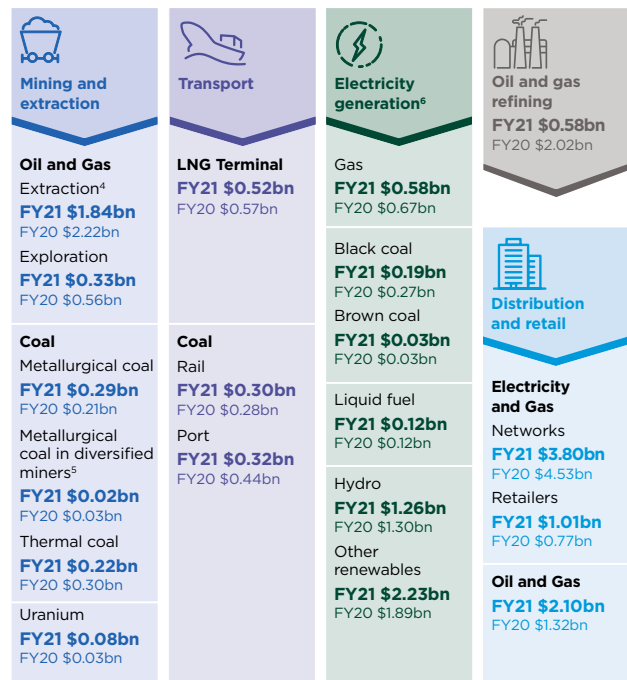 Mining and
extraction
Oil and Gas
Extraction⁴
FY21 $1.84bn
FY20 $2.22bn
Exploration
FY21 $0.33bn
FY20 $0.56bn
Coal
Metallurgical coal
FY21 $0.29bn
FY20 $0.21bn
Metallurgical
coal in diversified
miners⁵
FY21 $0.02bn
FY20 $0.03bn
Thermal coal
FY21 $0.22bn
FY20 $0.30bn
Uranium
FY21 $0.08bn
FY20 $0.03bn
Transport
LNG Terminal
FY21 $0.52bn
FY20 $0.57bn
Coal
Rail
FY21 $0.30bn
FY20 $0.28bn
Port
FY21 $0.32bn
FY20 $0.44bn
Electricity
generation⁶
Gas
FY21 $0.58bn
FY20 $0.67bn
Black coal
FY21 $0.19bn
FY20 $0.27bn
Brown coal
FY21 $0.03bn
FY20 $0.03bn
Liquid fuel
FY21 $0.12bn
FY20 $0.12bn
Hydro
FY21 $1.26bn
FY20 $1.30bn
Other
renewables
FY21 $2.23bn
FY20 $1.89bn
Oil and gas
refining
FY21 $0.58bn
FY20 $2.02bn
Distribution
and retail
Electricity
and Gas
Networks
FY21 $3.80bn
FY20 $4.53bn
Retailers
FY21 $1.01bn
FY20 $0.77bn
Oil and Gas
FY21 $2.10bn
FY20 $1.32bn